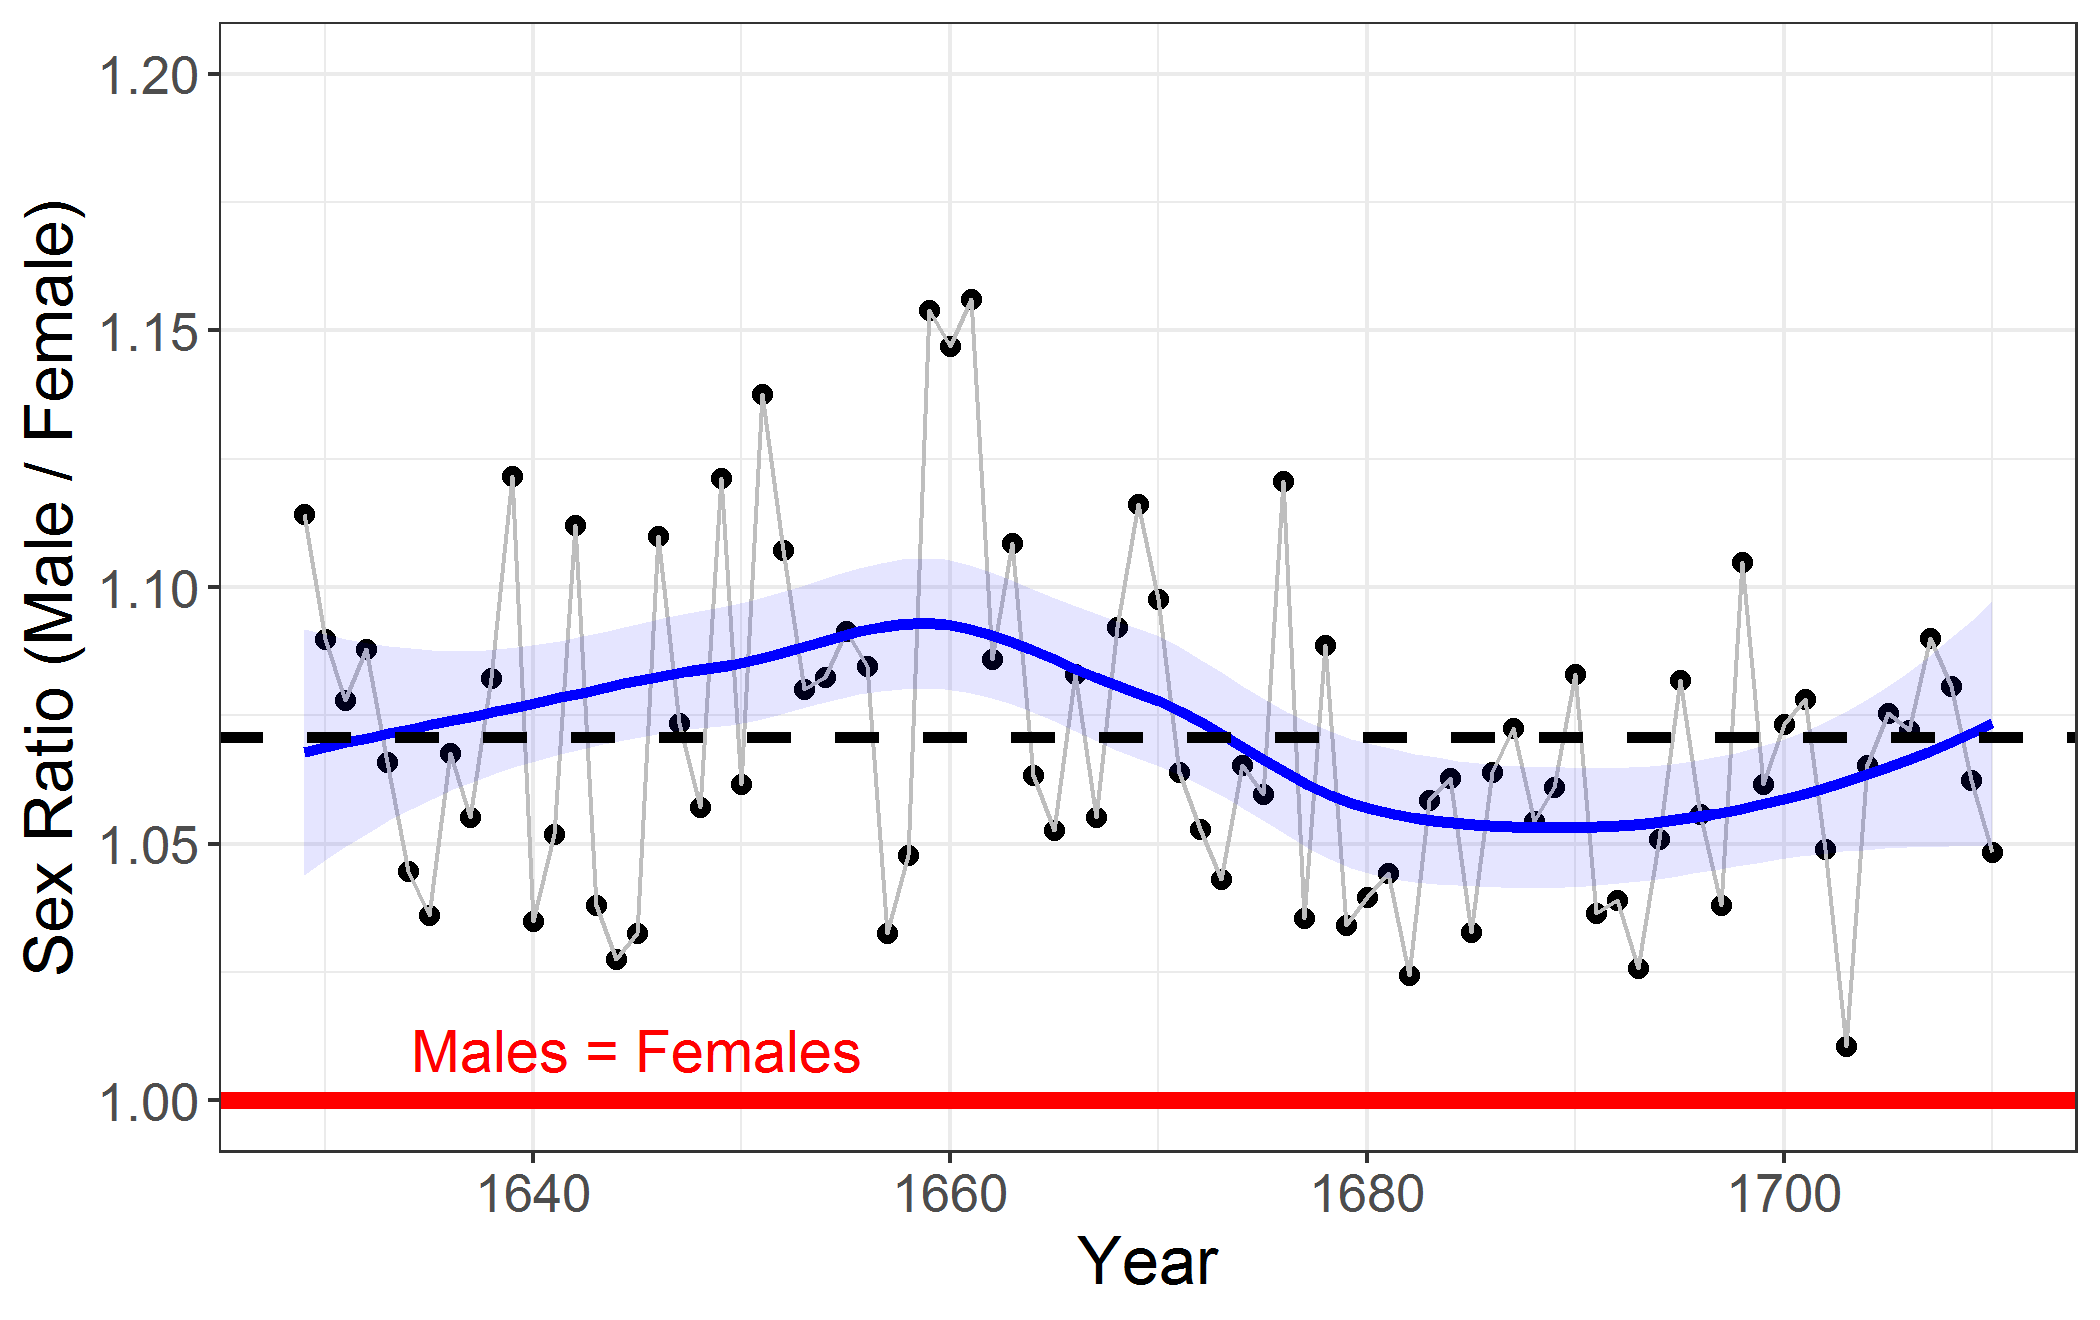 Sex Ratio (Male / Female)
1.20
1.15
1.10
1.05
1.00
Males = Females
1640 1660 1680 1700
Year